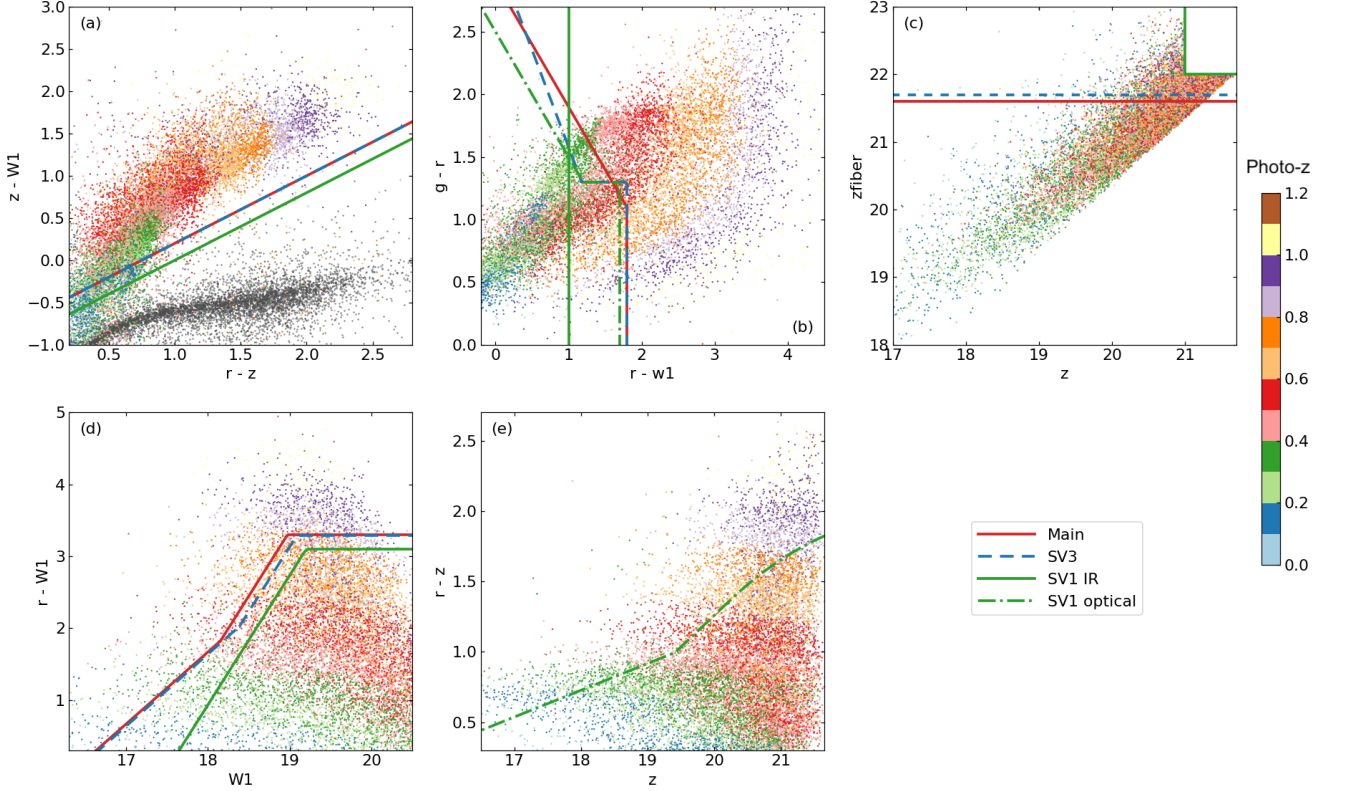 (a)
3.0
2.5
2.0
1.5
1.0
0.5
0.0
−0.5
−1.0
z - W1
0.5 1.0 1.5 2.0 2.5
r - z
(b)
2.5
2.0
1.5
1.0
0.5
0.0
g - r
0 1 2 3 4
r - w1
(c)
23
22
21
20
19
18
zfiber
17 18 19 20 21
z
Photo-z
1.2
1.0
0.8
0.6
0.4
0.2
0.0
(d)
5
4
3
2
1
r - W1
17 18 19 20
W1
(e)
2.5
2.0
1.5
1.0
0.5
r - z
17 18 19 20 21
z
Main
SV3
SV1 IR
SV1 optical